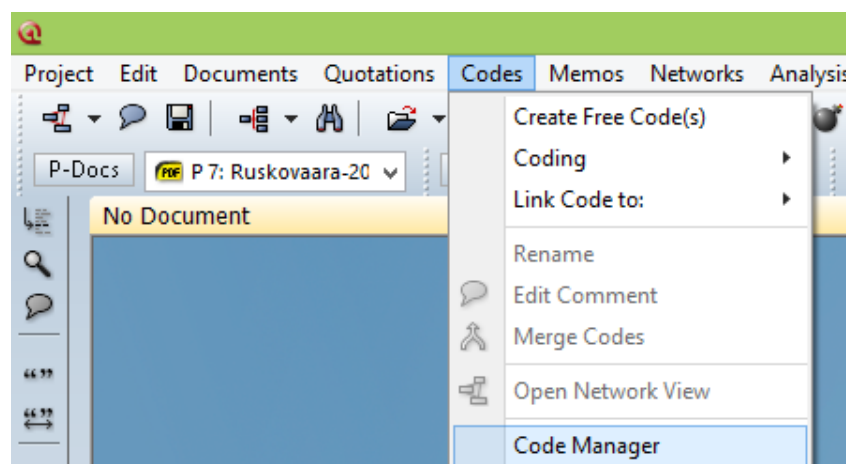 Project Edit Documents Quotations Codes Memos Networks Analysis
P-Docs PDF P 7: Ruskovaara-20
No Document
Create Free Code(s)
Coding
Link Code to:
Rename
Edit Comment
Merge Codes
Open Network View
Code Manager